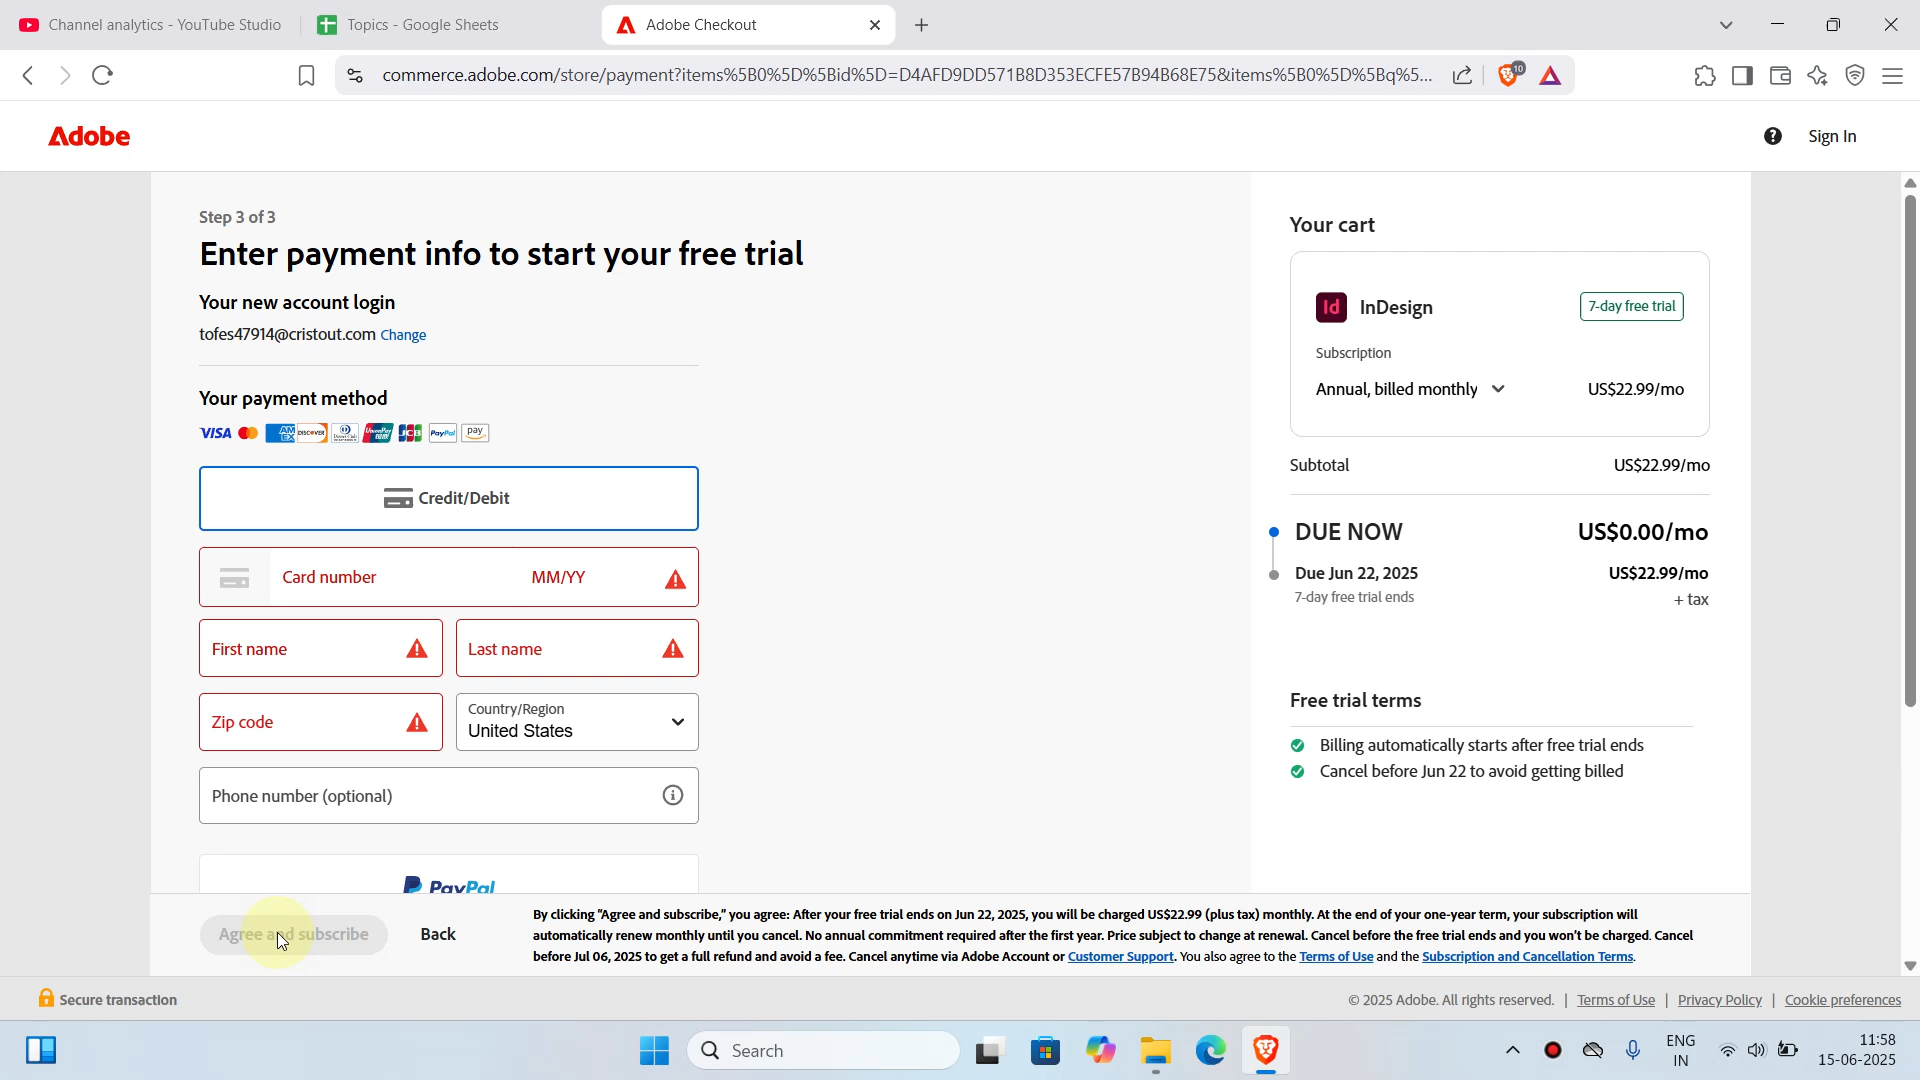 Channel analytics - YouTube Studio
Topics - Google Sheets
Adobe Checkout
commerce.adobe.com/store/payment?items%5B0%5D%5Bid%5D=D4AFD9DD571B8D353ECFE57B94B68E75&items%5B0%5D%5Bq%5...
10
Adobe
Sign In
Step 3 of 3
Enter payment info to start your free trial
Your new account login
tofes47914@cristout.com Change
Your payment method
VISA
AM EX
DISCOVER
Diners Club
UnionPay
JCB
PayPal
pay
Credit/Debit
Card number MM/YY
First name
Last name
Zip code
Country/Region
United States
Phone number (optional)
PayPal
Your cart
Id InDesign
7-day free trial
Subscription
Annual, billed monthly US$22.99/mo
Subtotal US$22.99/mo
DUE NOW US$0.00/mo
Due Jun 22, 2025 US$22.99/mo
7-day free trial ends + tax
Free trial terms
Billing automatically starts after free trial ends
Cancel before Jun 22 to avoid getting billed
Agree and subscribe
Back
By clicking "Agree and subscribe," you agree: After your free trial ends on Jun 22, 2025, you will be charged US$22.99 (plus tax) monthly. At the end of your one-year term, your subscription will
automatically renew monthly until you cancel. No annual commitment required after the first year. Price subject to change at renewal. Cancel before the free trial ends and you won't be charged. Cancel
before Jul 06, 2025 to get a full refund and avoid a fee. Cancel anytime via Adobe Account or Customer Support. You also agree to the Terms of Use and the Subscription and Cancellation Terms.
Secure transaction
© 2025 Adobe. All rights reserved. | Terms of Use | Privacy Policy | Cookie preferences
Search
ENG
IN
11:58
15-06-2025